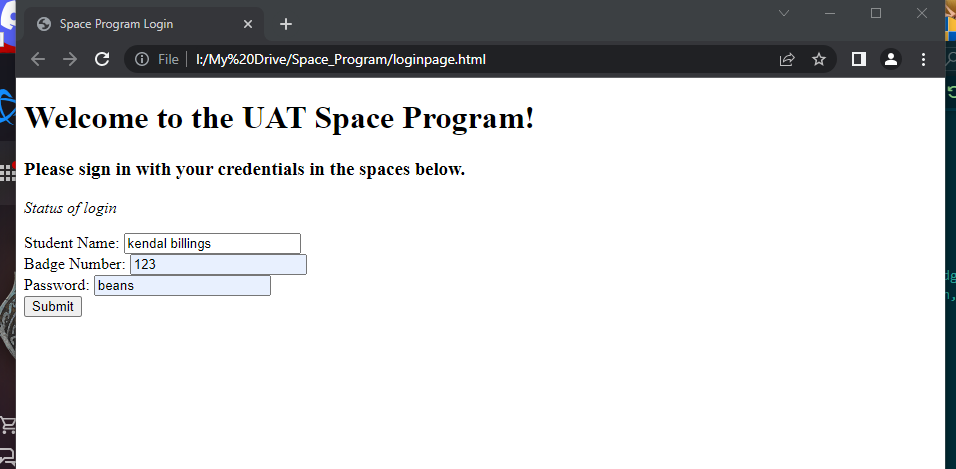 Space Program Login
File
I:/My%20Drive/Space_Program/loginpage.html
Welcome to the UAT Space Program!
Please sign in with your credentials in the spaces below.
Status of login
Student Name: kendal billings
Badge Number: 123
Password: beans
Submit